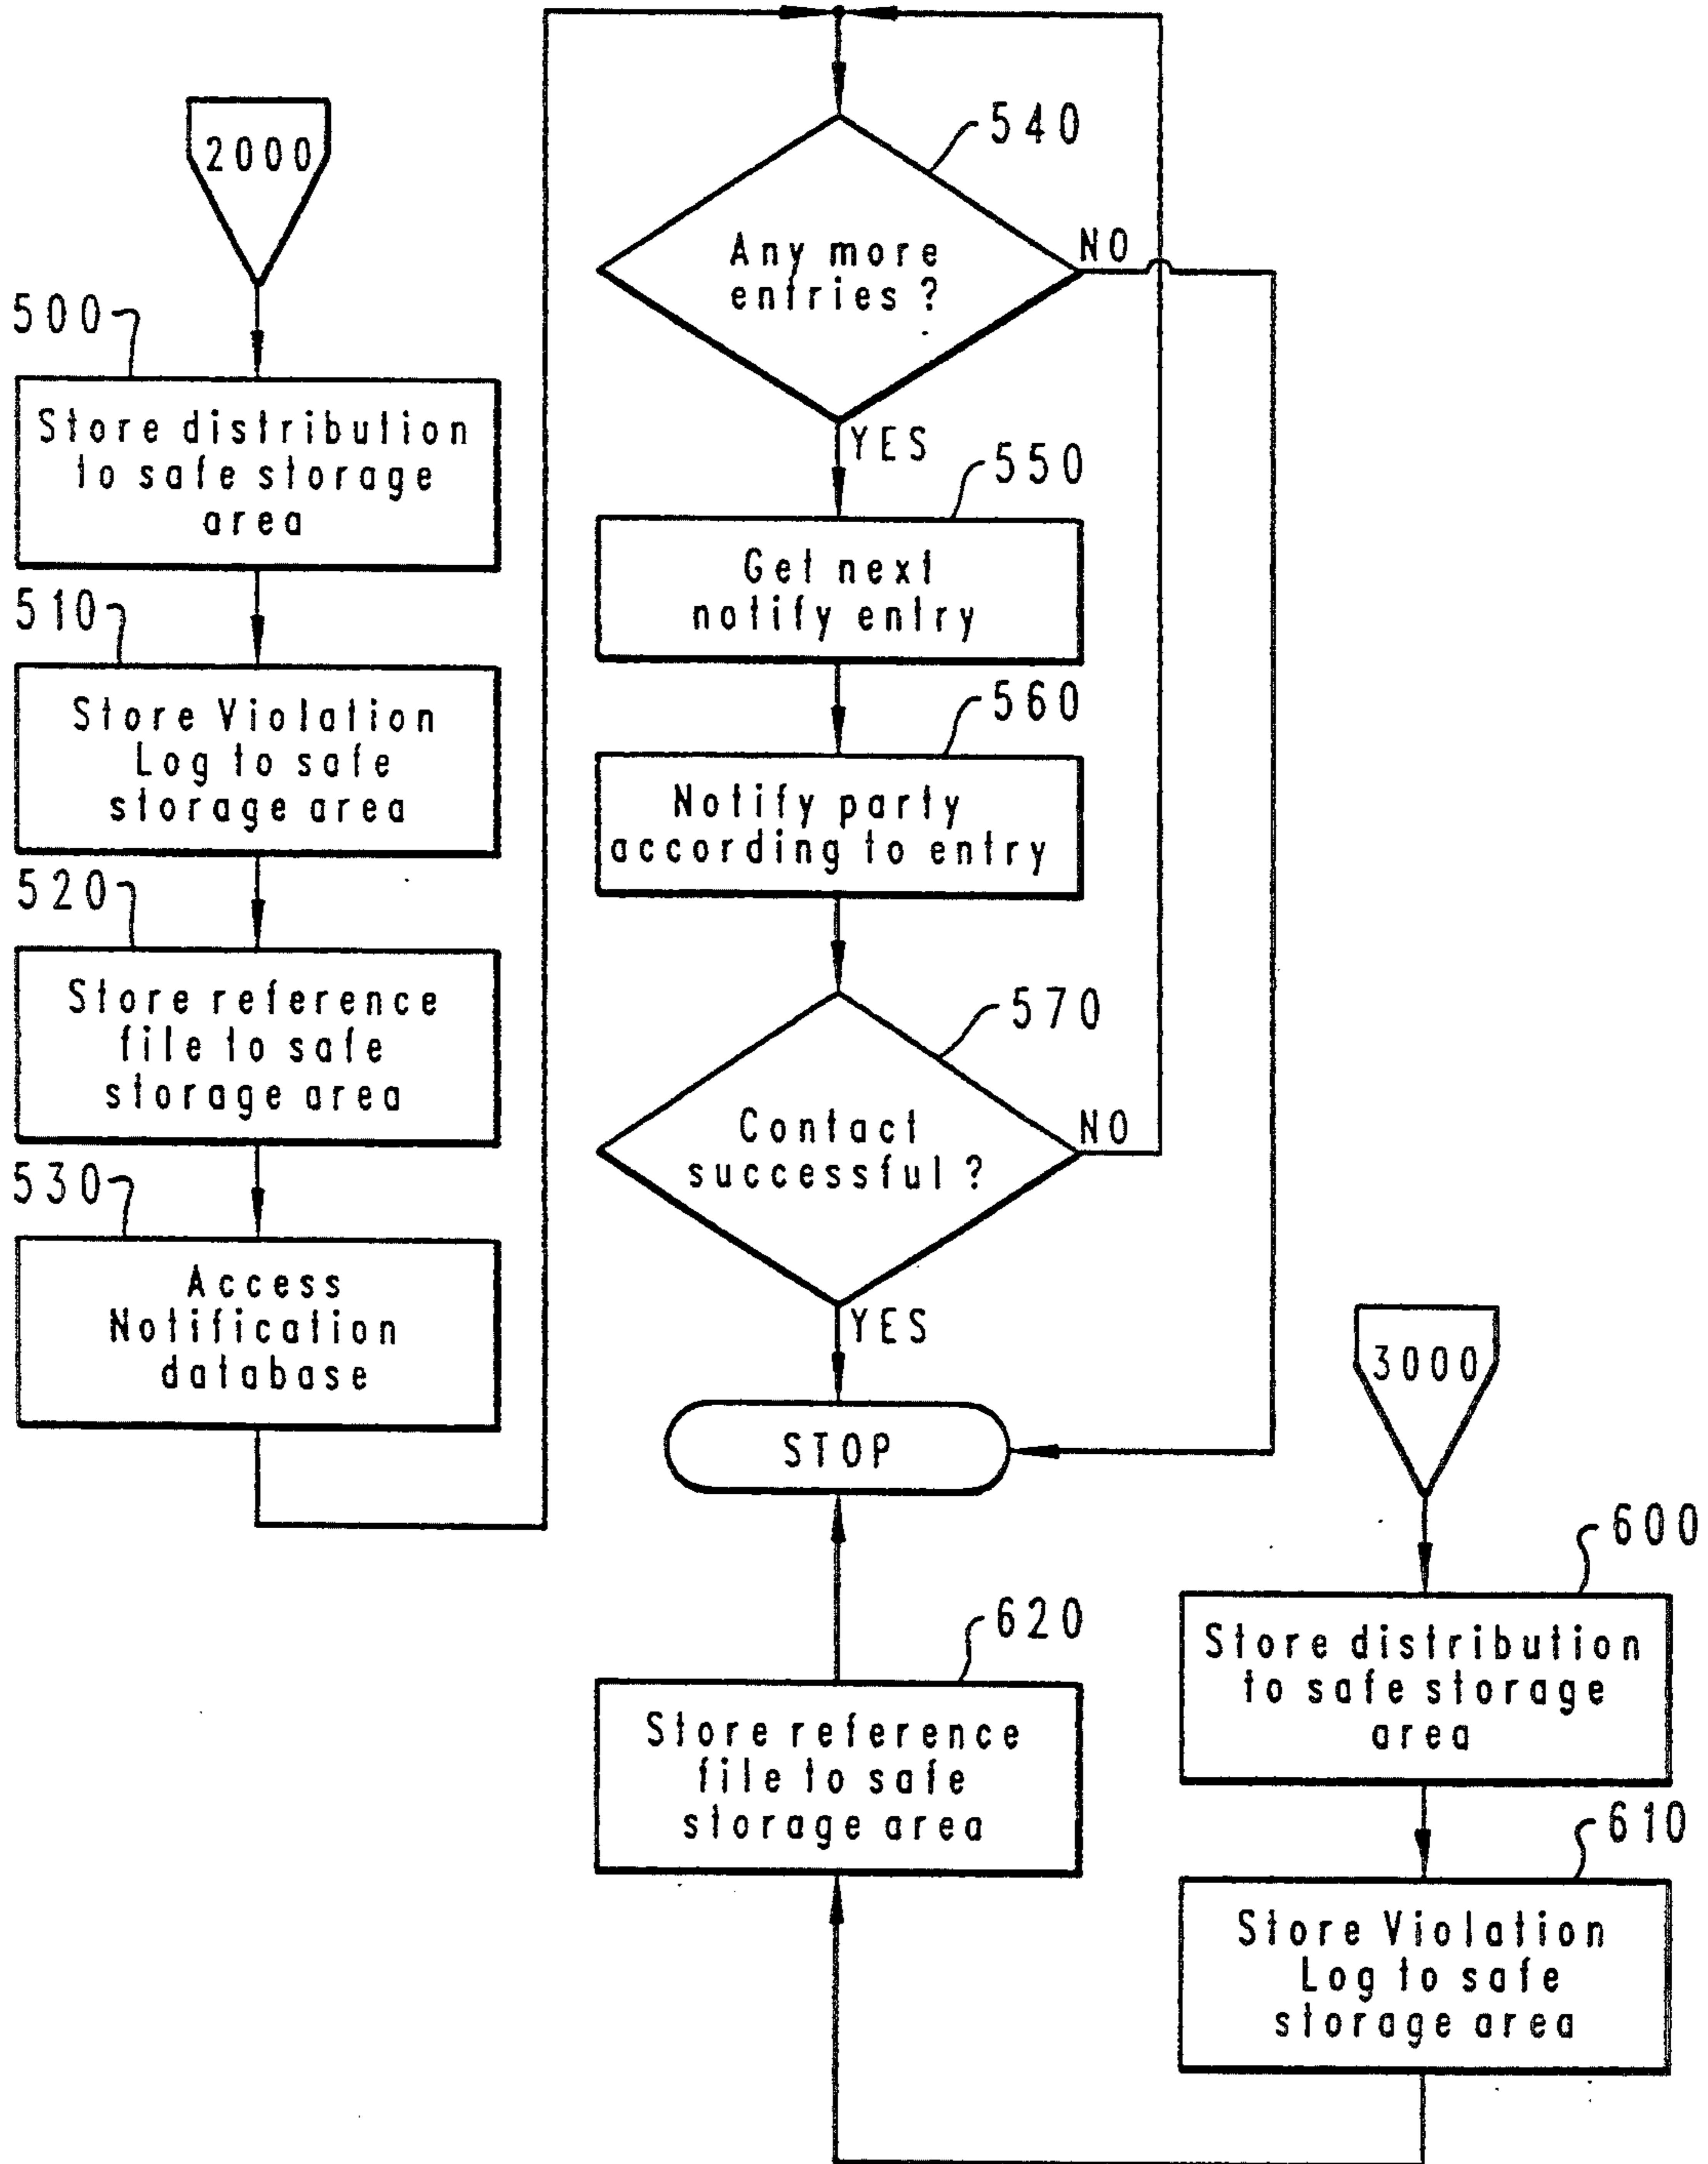 2000
500
Store distribution
to safe storage
area
510
Store Violation
Log to safe
storage area
520
Store reference
file to safe
storage area
530
Access
Notification
database
540
Any more
entries ?
NO
YES
550
Get next
notify entry
560
Notify party
according to entry
570
Contact
successful ?
NO
YES
STOP
3000
600
Store distribution
to safe storage
area
610
Store Violation
Log to safe
storage area
620
Store reference
file to safe
storage area